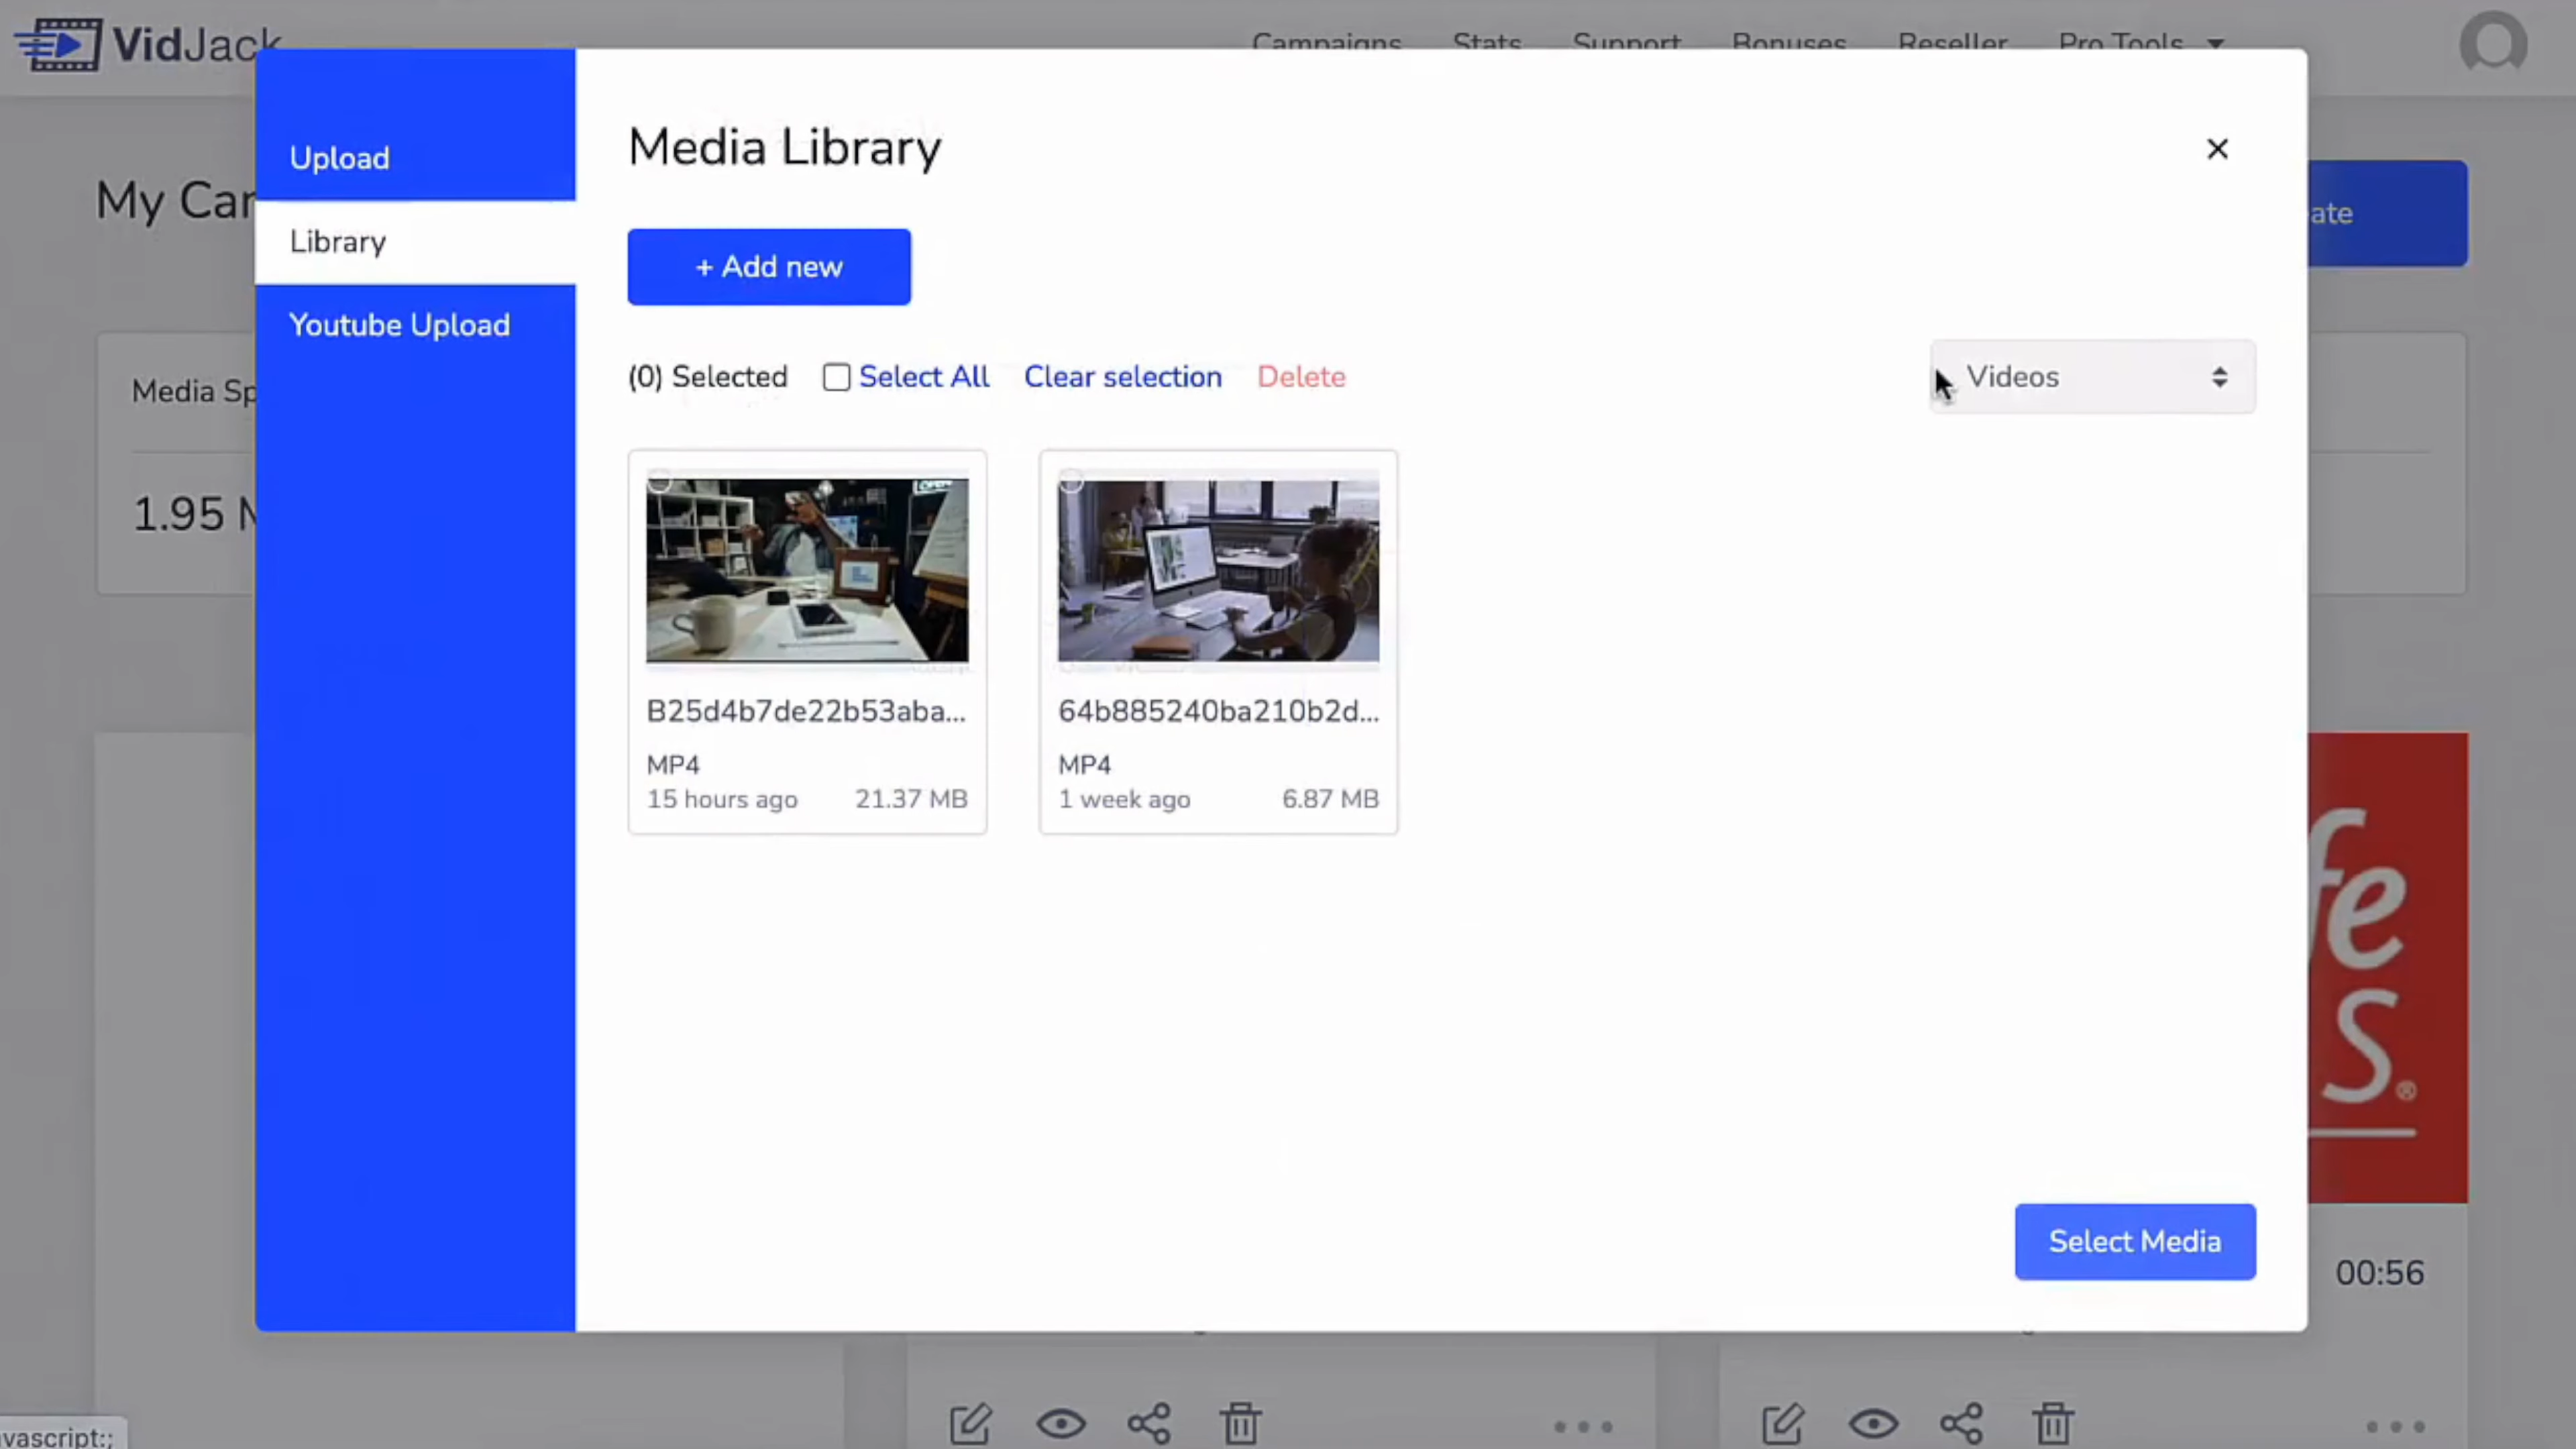 VidJack
Campaigns Stats Support Bonuses Reseller Pro Tools
Upload
Library
Youtube Upload
Media Library
+ Add new
(0) Selected Select All Clear selection Delete
Videos
B25d4b7de22b53aba...
MP4
15 hours ago 21.37 MB
64b885240ba210b2d...
MP4
1 week ago 6.87 MB
Select Media
My Car
ate
Media Sp
1.95 M
fe
S.®
00:56
vascript:;